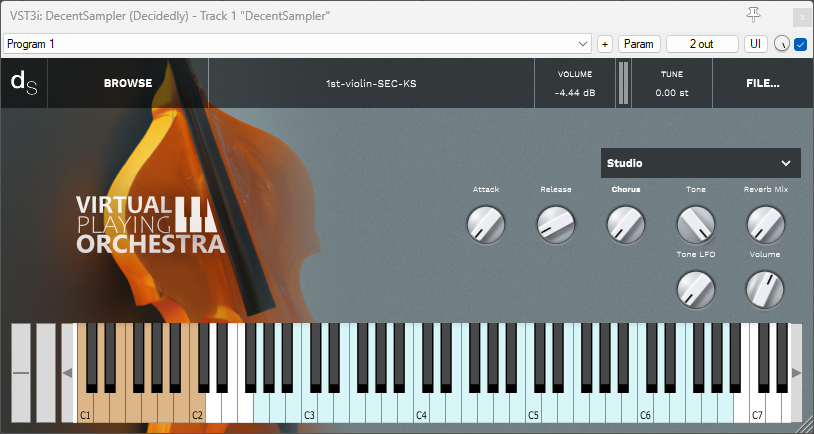 VST3i: DecentSampler (Decidedly) - Track 1 "DecentSampler"
Program 1
+
Param
2 out
UI
ds
BROWSE
1st-violin-SEC-KS
VOLUME
-4.44 dB
TUNE
0.00 st
FILE...
Studio
Attack
Release
Chorus
Tone
Reverb Mix
VIRTUAL
PLAYING
ORCHESTRA
Tone LFO
Volume
C1
C2
C3
C4
C5
C6
C7